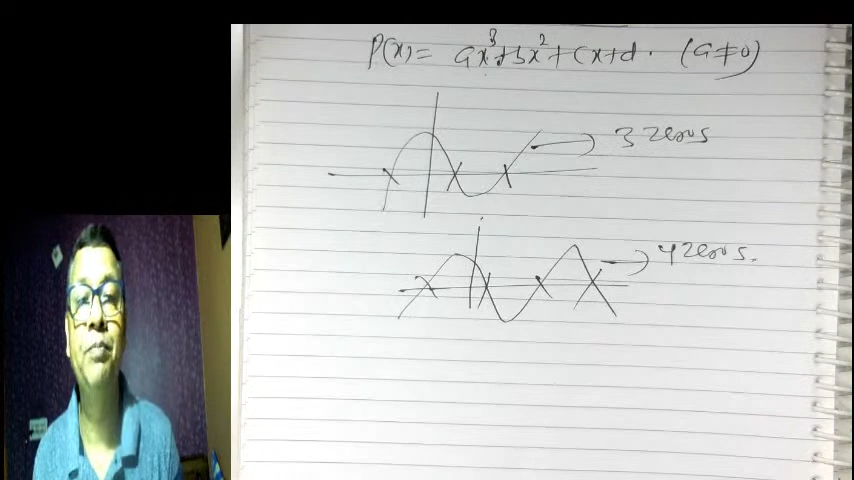 P(x) = ax³+bx²+cx+d. (a≠0)
3 zeros
4 zeros.